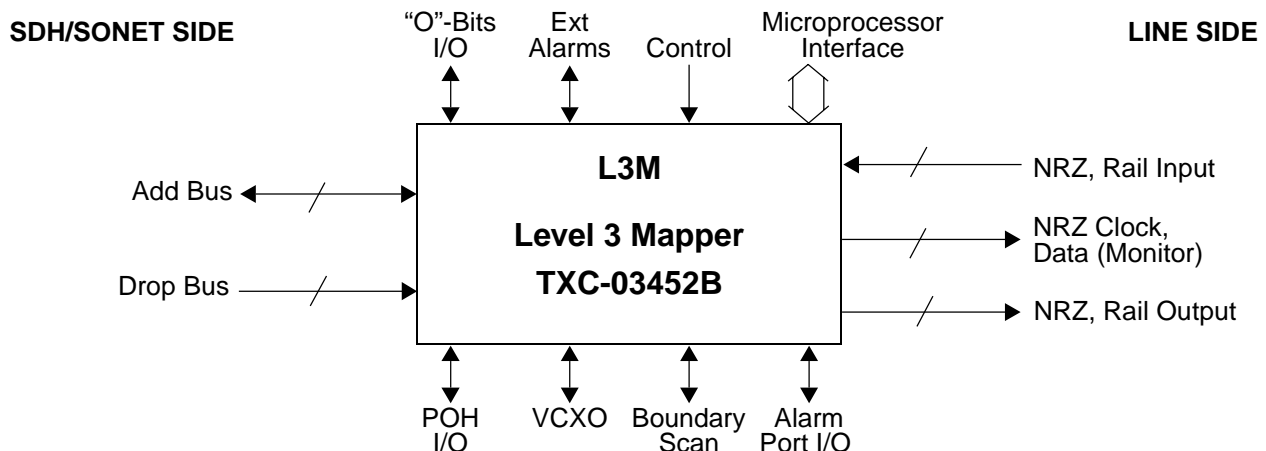 SDH/SONET SIDE
“O”-Bits
I/O
Ext
Alarms
Control
Microprocessor
Interface
LINE SIDE
L3M
Level 3 Mapper
TXC-03452B
Add Bus
Drop Bus
NRZ, Rail Input
NRZ Clock,
Data (Monitor)
NRZ, Rail Output
POH
I/O
VCXO
Boundary
Scan
Alarm
Port I/O